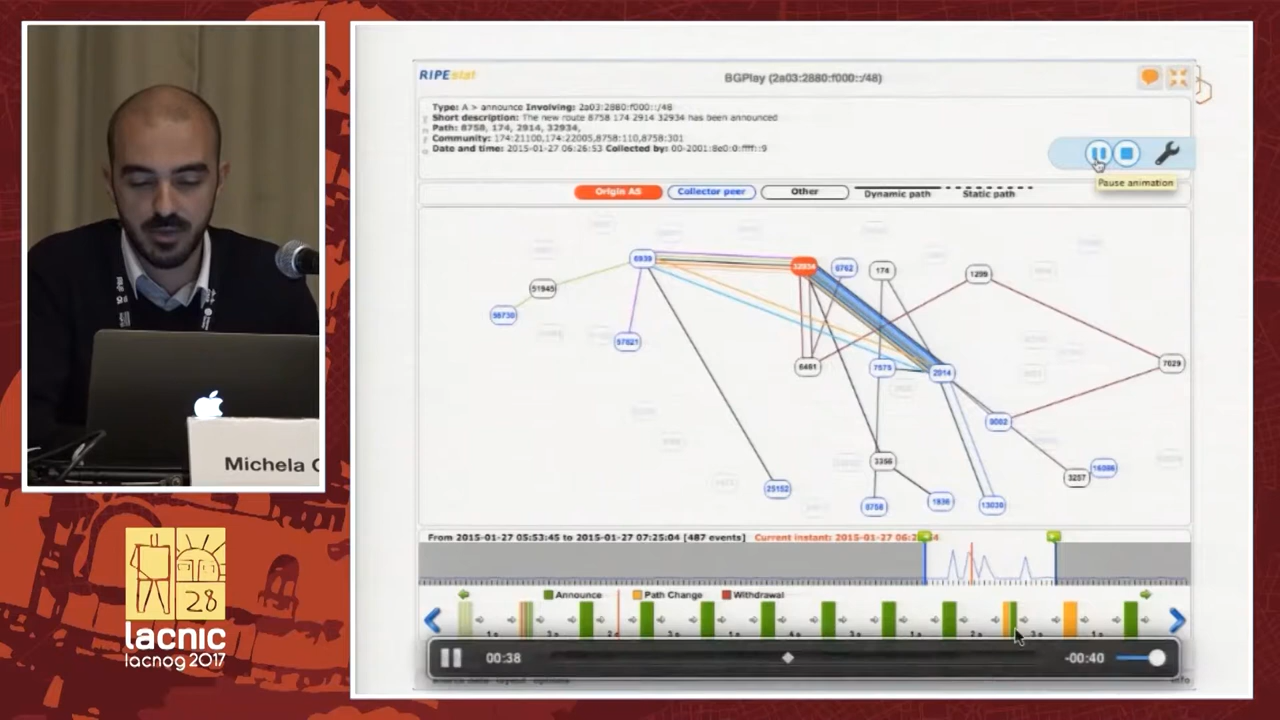 RIPEstat
BGPlay (2a03:2880:f000::/48)
Type: A > announce Involving: 2a03:2880:f000::/48
Short description: The new route 8758 174 2914 32934 has been announced
Path: 8758, 174, 2914, 32934,
Community: 174:21100,174:22005,8758:110,8758:301
Date and time: 2015-01-27 06:26:53 Collected by: 00-2001:8e0:0:ffff::9
Pause animation
Origin AS
Collector peer
Other
Dynamic path
Static path
6939
32934
6762
174
1299
51945
58730
57821
6461
7575
2914
7629
9002
3356
3257
16086
25152
8758
1836
13030
From 2015-01-27 05:53:45 to 2015-01-27 07:25:04 [487 events]
Current instant: 2015-01-27
Announce
Path Change
Withdrawal
00:38
-00:40
Michela
28
lacnic
lacnog 2017